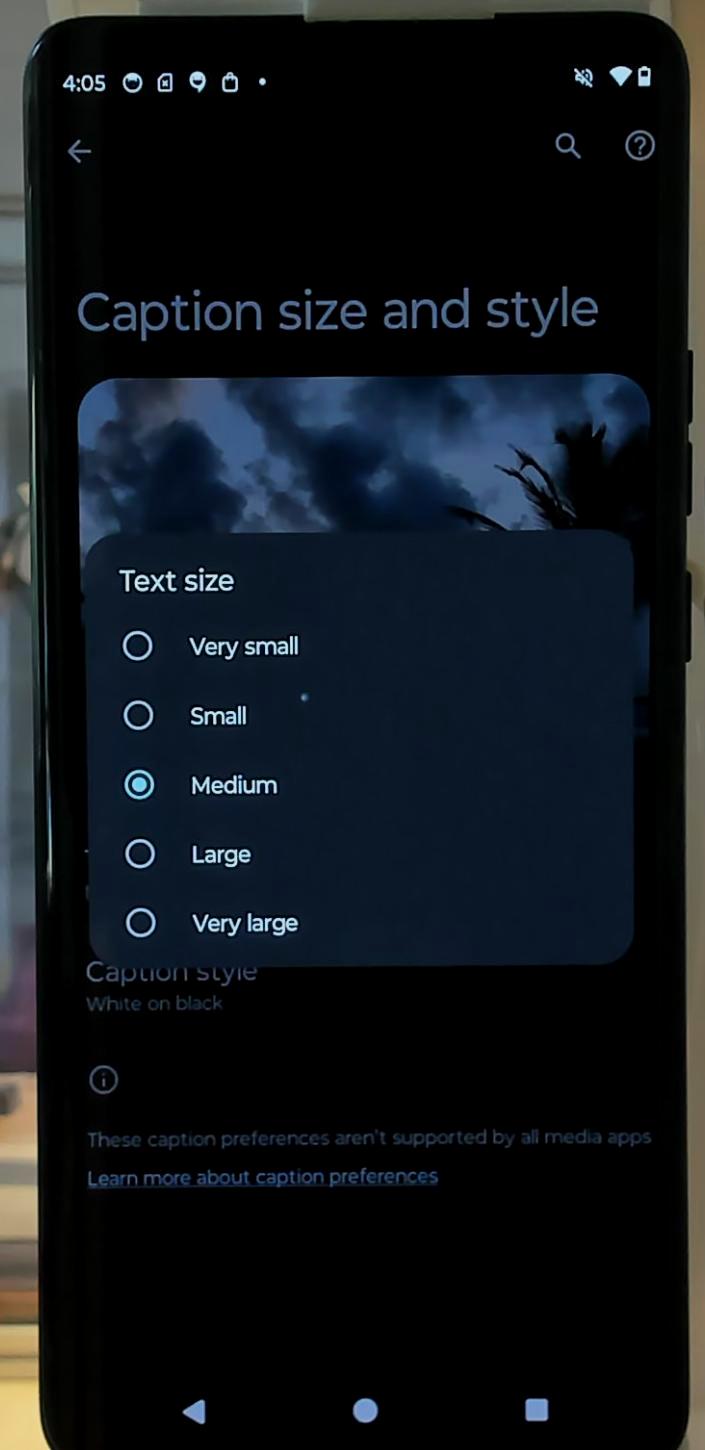 4:05
Caption size and style
Text size
Very small
Small
Medium
Large
Very large
Caption style
White on black
These caption preferences aren't supported by all media apps
Learn more about caption preferences